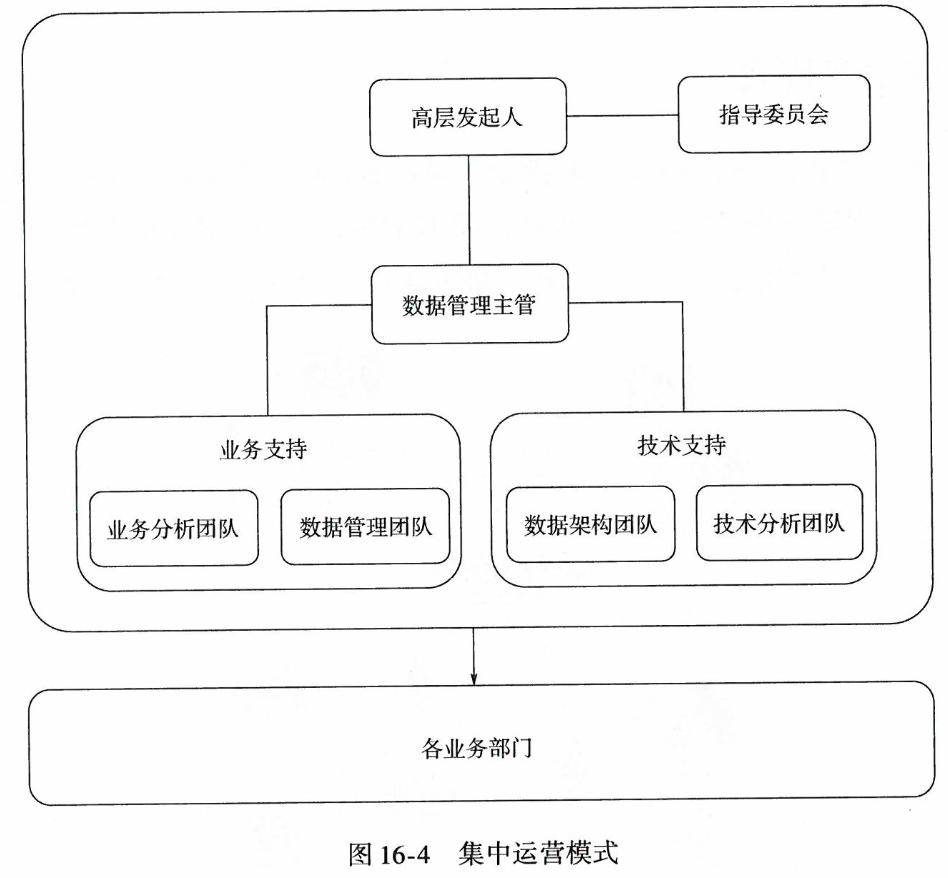 高层发起人
指导委员会
数据管理主管
业务支持
业务分析团队
数据管理团队
技术支持
数据架构团队
技术分析团队
各业务部门
图 16-4 集中运营模式